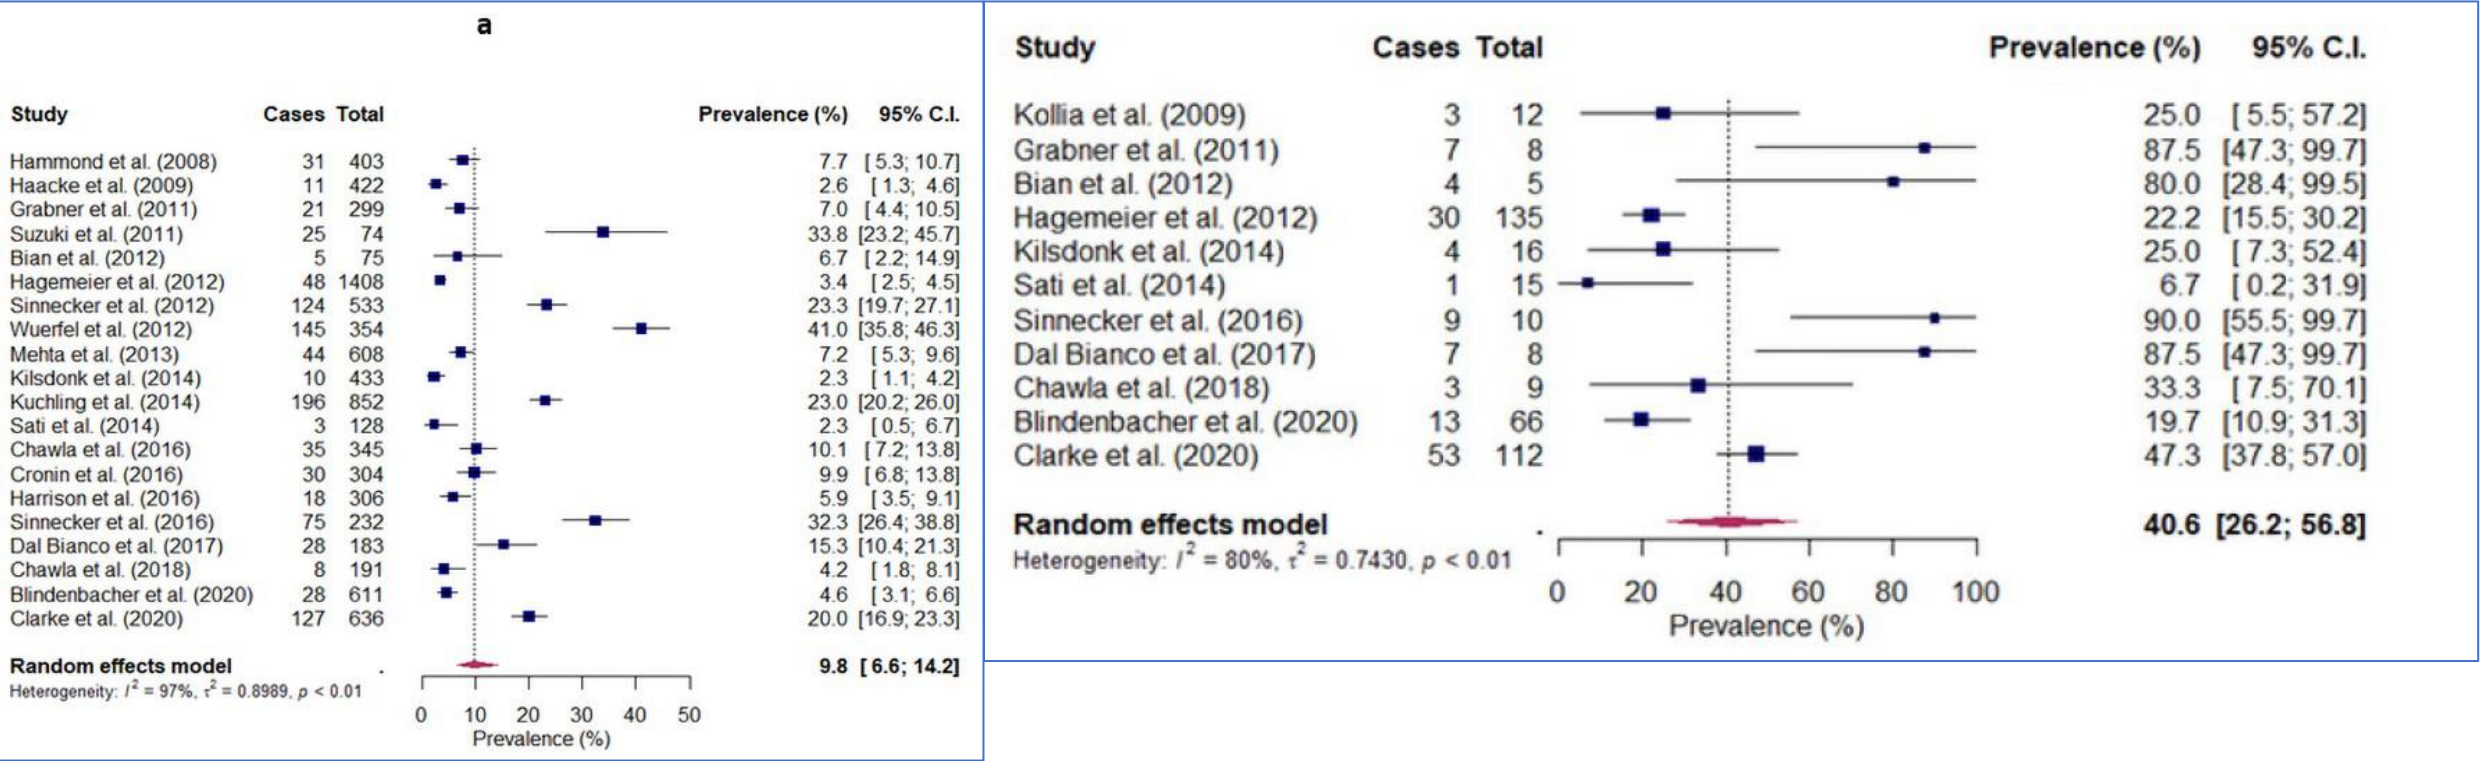 a
Study Cases Total Prevalence (%) 95% C.I.
Hammond et al. (2008) 31 403 7.7 [ 5.3; 10.7]
Haacke et al. (2009) 11 422 2.6 [ 1.3; 4.6]
Grabner et al. (2011) 21 299 7.0 [ 4.4; 10.5]
Suzuki et al. (2011) 25 74 33.8 [23.2; 45.7]
Bian et al. (2012) 5 75 6.7 [ 2.2; 14.9]
Hagemeier et al. (2012) 48 1408 3.4 [ 2.5; 4.5]
Sinnecker et al. (2012) 124 533 23.3 [19.7; 27.1]
Wuerfel et al. (2012) 145 354 41.0 [35.8; 46.3]
Mehta et al. (2013) 44 608 7.2 [ 5.3; 9.6]
Kilsdonk et al. (2014) 10 433 2.3 [ 1.1; 4.2]
Kuchling et al. (2014) 196 852 23.0 [20.2; 26.0]
Sati et al. (2014) 3 128 2.3 [ 0.5; 6.7]
Chawla et al. (2016) 35 345 10.1 [ 7.2; 13.8]
Cronin et al. (2016) 30 304 9.9 [ 6.8; 13.8]
Harrison et al. (2016) 18 306 5.9 [ 3.5; 9.1]
Sinnecker et al. (2016) 75 232 32.3 [26.4; 38.8]
Dal Bianco et al. (2017) 28 183 15.3 [10.4; 21.3]
Chawla et al. (2018) 8 191 4.2 [ 1.8; 8.1]
Blindenbacher et al. (2020) 28 611 4.6 [ 3.1; 6.6]
Clarke et al. (2020) 127 636 20.0 [16.9; 23.3]
Random effects model . 9.8 [ 6.6; 14.2]
Heterogeneity: I² = 97%, τ² = 0.8989, p < 0.01
0 10 20 30 40 50
Prevalence (%)
Study Cases Total Prevalence (%) 95% C.I.
Kollia et al. (2009) 3 12 25.0 [ 5.5; 57.2]
Grabner et al. (2011) 7 8 87.5 [47.3; 99.7]
Bian et al. (2012) 4 5 80.0 [28.4; 99.5]
Hagemeier et al. (2012) 30 135 22.2 [15.5; 30.2]
Kilsdonk et al. (2014) 4 16 25.0 [ 7.3; 52.4]
Sati et al. (2014) 1 15 6.7 [ 0.2; 31.9]
Sinnecker et al. (2016) 9 10 90.0 [55.5; 99.7]
Dal Bianco et al. (2017) 7 8 87.5 [47.3; 99.7]
Chawla et al. (2018) 3 9 33.3 [ 7.5; 70.1]
Blindenbacher et al. (2020) 13 66 19.7 [10.9; 31.3]
Clarke et al. (2020) 53 112 47.3 [37.8; 57.0]
Random effects model . 40.6 [26.2; 56.8]
Heterogeneity: I² = 80%, τ² = 0.7430, p < 0.01
0 20 40 60 80 100
Prevalence (%)